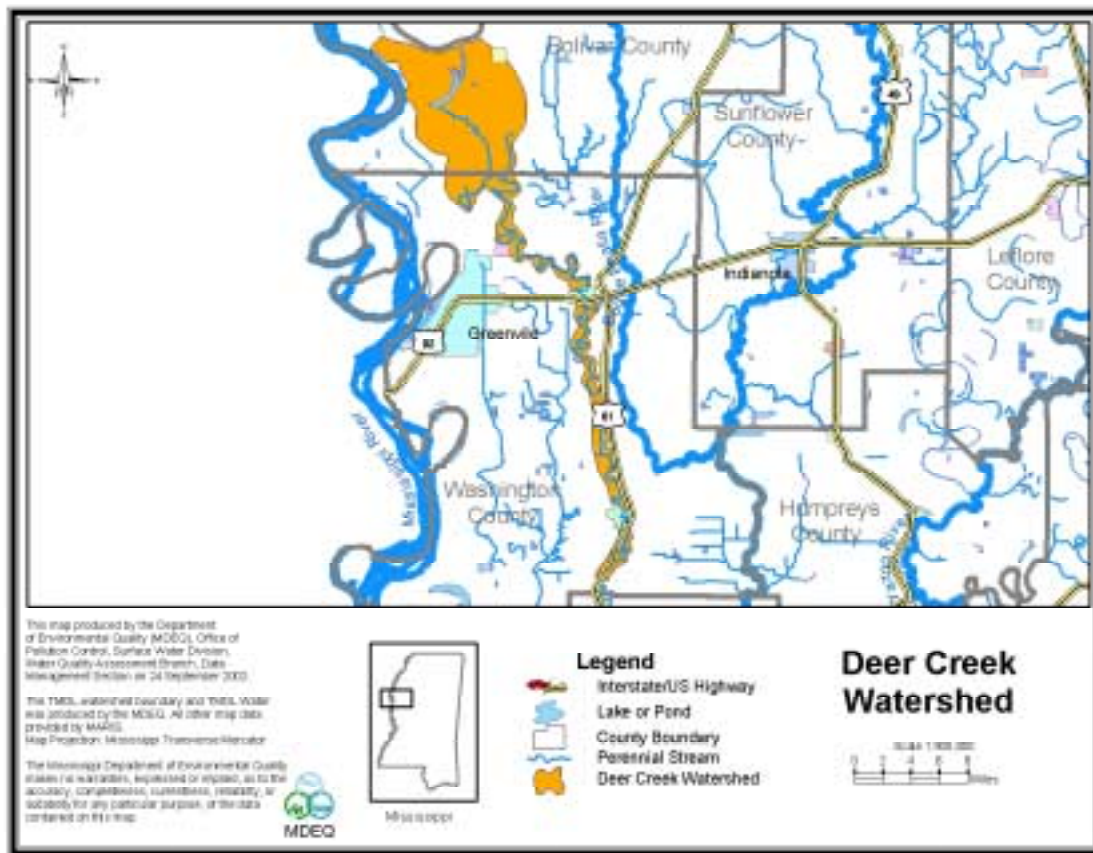 Bolivar County
49
Sunflower
County
Leflore
County
Indianola
Greenville
82
61
Mississippi River
Washington
County
Humpreys
County
This map produced by the Department
of Environmental Quality (MDEQ), Office of
Pollution Control, Surface Water Division,
Water Quality Assessment Branch, Data
Management Section on 24 September
The TMDL watershed boundary and TMDL Water
was produced by the MDEQ. All other map data
provided by MARIS.
Map Projection: Mississippi Transverse Mercator
The Mississippi Department of Environmental Quality
makes no warranties, expressed or implied, as to the
accuracy, completeness, currentness, reliability, or
suitability for any particular purpose, of the data
contained on this map.
MDEQ
Mississippi
Legend
Interstate/US Highway
Lake or Pond
County Boundary
Perennial Stream
Deer Creek Watershed
Deer Creek
Watershed
Scale
0 2 4 6 8
Miles